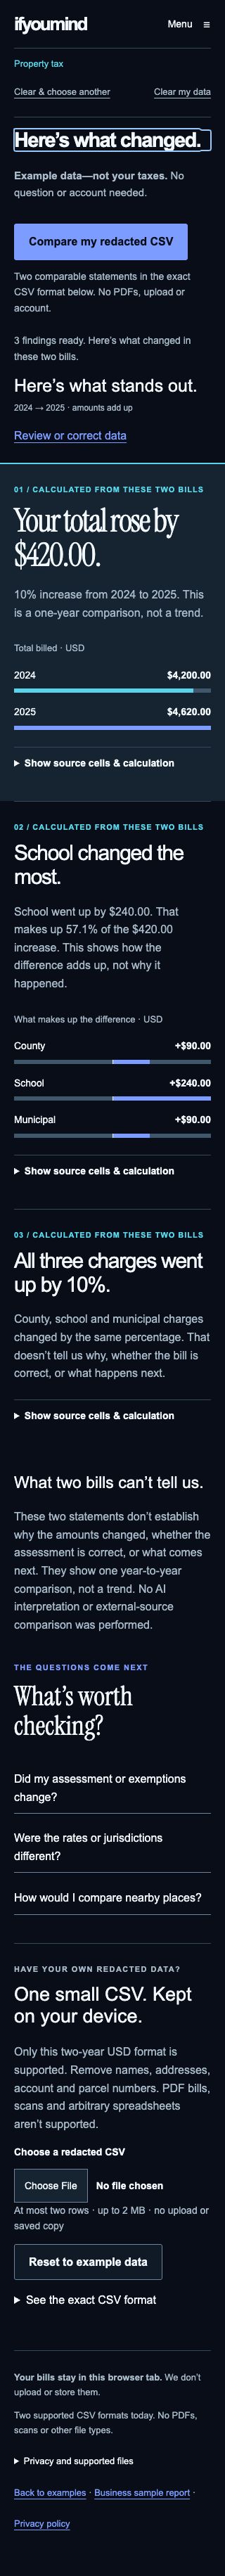 ifyoumind
Menu ≡
Property tax
Clear & choose another
Clear my data
Here’s what changed.
Example data—not your taxes. No
question or account needed.
Compare my redacted CSV
Two comparable statements in the exact
CSV format below. No PDFs, upload or
account.
3 findings ready. Here’s what changed in
these two bills.
Here’s what stands out.
2024 → 2025 · amounts add up
Review or correct data
01 / CALCULATED FROM THESE TWO BILLS
Your total rose by
$420.00.
10% increase from 2024 to 2025. This
is a one-year comparison, not a trend.
Total billed · USD
2024 $4,200.00
2025 $4,620.00
▶ Show source cells & calculation
02 / CALCULATED FROM THESE TWO BILLS
School changed the
most.
School went up by $240.00. That
makes up 57.1% of the $420.00
increase. This shows how the
difference adds up, not why it
happened.
What makes up the difference · USD
County +$90.00
School +$240.00
Municipal +$90.00
▶ Show source cells & calculation
03 / CALCULATED FROM THESE TWO BILLS
All three charges went
up by 10%.
County, school and municipal charges
changed by the same percentage. That
doesn’t tell us why, whether the bill is
correct, or what happens next.
▶ Show source cells & calculation
What two bills can’t tell us.
These two statements don’t establish
why the amounts changed, whether the
assessment is correct, or what comes
next. They show one year-to-year
comparison, not a trend. No AI
interpretation or external-source
comparison was performed.
THE QUESTIONS COME NEXT
What’s worth
checking?
Did my assessment or exemptions
change?
Were the rates or jurisdictions
different?
How would I compare nearby places?
HAVE YOUR OWN REDACTED DATA?
One small CSV. Kept
on your device.
Only this two-year USD format is
supported. Remove names, addresses,
account and parcel numbers. PDF bills,
scans and arbitrary spreadsheets
aren’t supported.
Choose a redacted CSV
Choose File No file chosen
At most two rows · up to 2 MB · no upload or
saved copy
Reset to example data
▶ See the exact CSV format
Your bills stay in this browser tab. We don’t
upload or store them.
Two supported CSV formats today. No PDFs,
scans or other file types.
▶ Privacy and supported files
Back to examples · Business sample report ·
Privacy policy